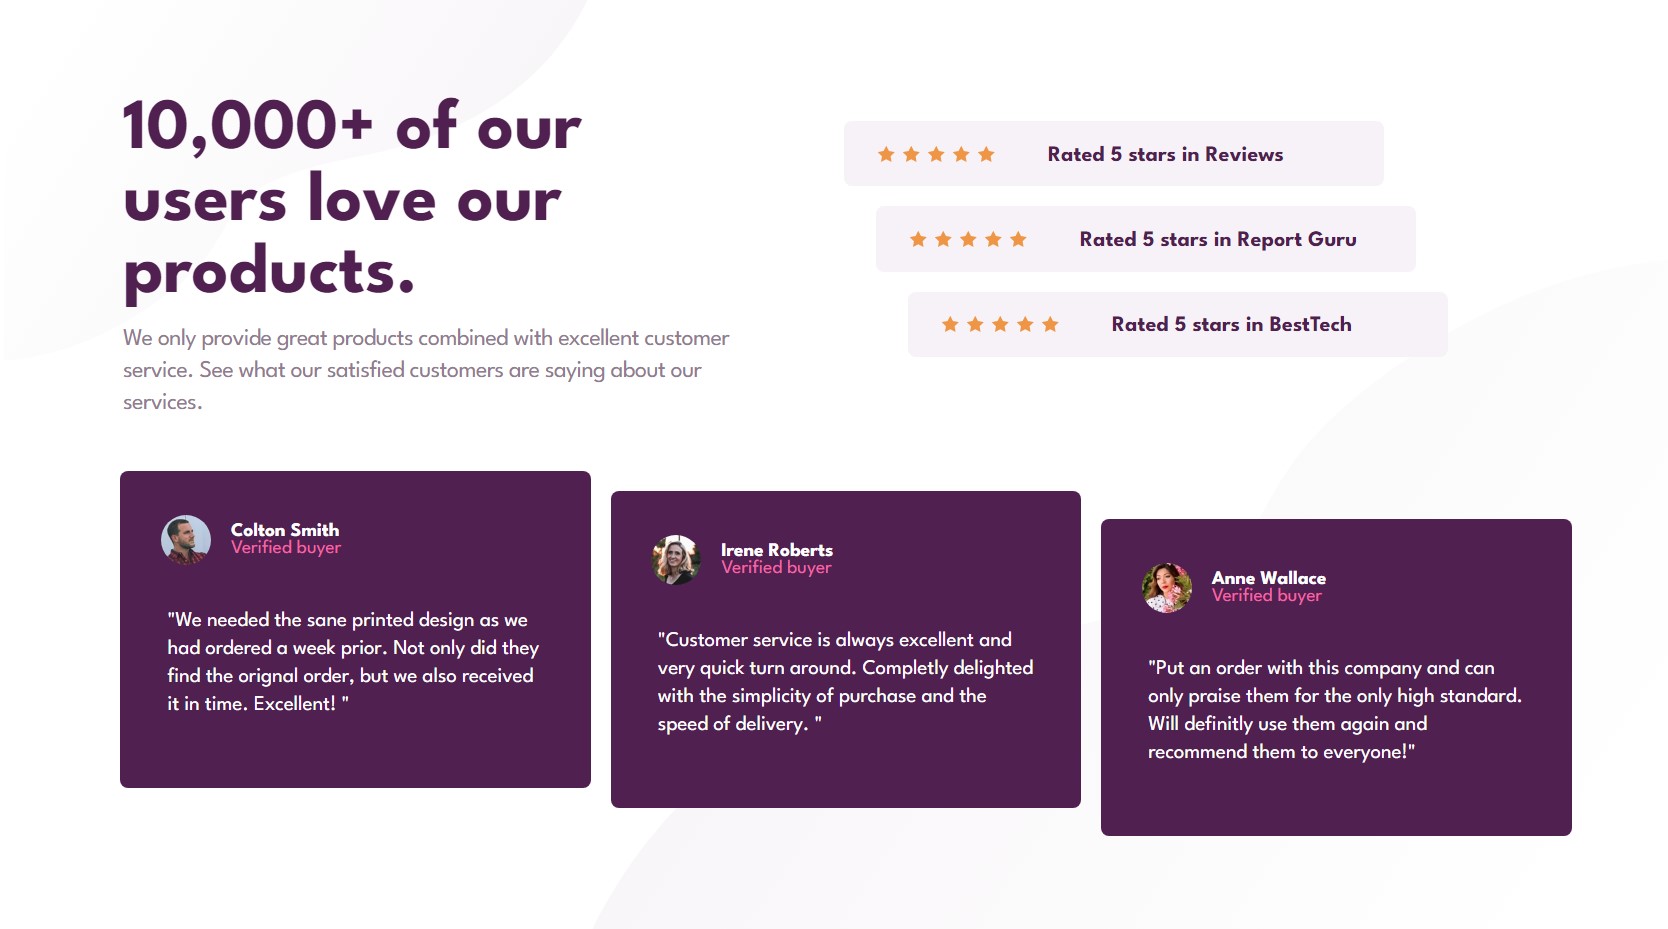 10,000+ of our
users love our
products.
We only provide great products combined with excellent customer
service. See what our satisfied customers are saying about our
services.
Rated 5 stars in Reviews
Rated 5 stars in Report Guru
Rated 5 stars in BestTech
Colton Smith
Verified buyer
"We needed the sane printed design as we
had ordered a week prior. Not only did they
find the orignal order, but we also received
it in time. Excellent! "
Irene Roberts
Verified buyer
"Customer service is always excellent and
very quick turn around. Completly delighted
with the simplicity of purchase and the
speed of delivery. "
Anne Wallace
Verified buyer
"Put an order with this company and can
only praise them for the only high standard.
Will definitly use them again and
recommend them to everyone!"